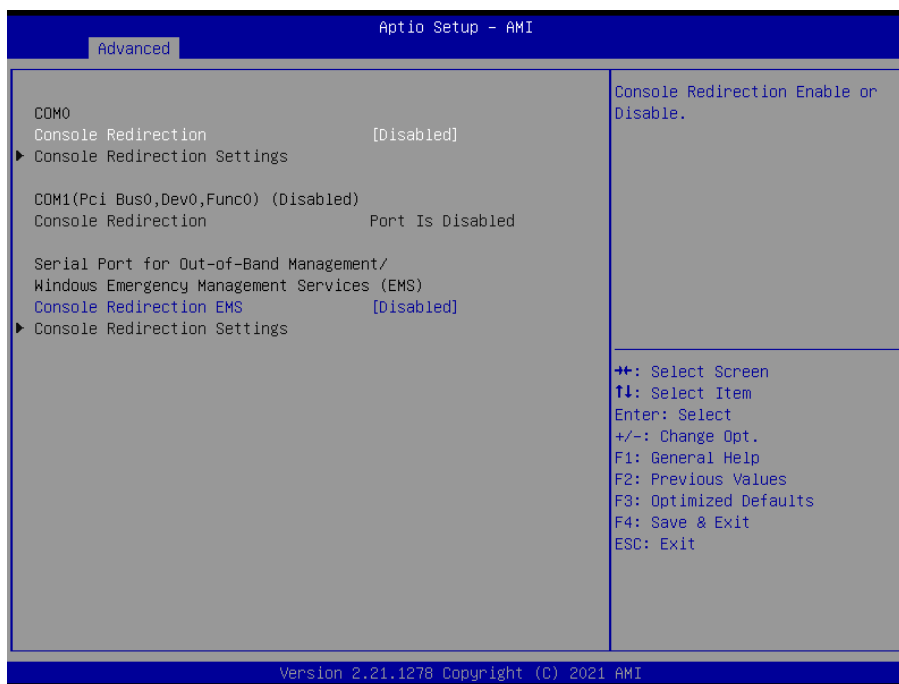 Aptio Setup – AMI
Advanced
COM0
Console Redirection [Disabled]
▶ Console Redirection Settings
COM1(Pci Bus0,Dev0,Func0) (Disabled)
Console Redirection Port Is Disabled
Serial Port for Out-of-Band Management/
Windows Emergency Management Services (EMS)
Console Redirection EMS [Disabled]
▶ Console Redirection Settings
Console Redirection Enable or
Disable.
→←: Select Screen
↑↓: Select Item
Enter: Select
+/-: Change Opt.
F1: General Help
F2: Previous Values
F3: Optimized Defaults
F4: Save & Exit
ESC: Exit
Version 2.21.1278 Copyright (C) 2021 AMI